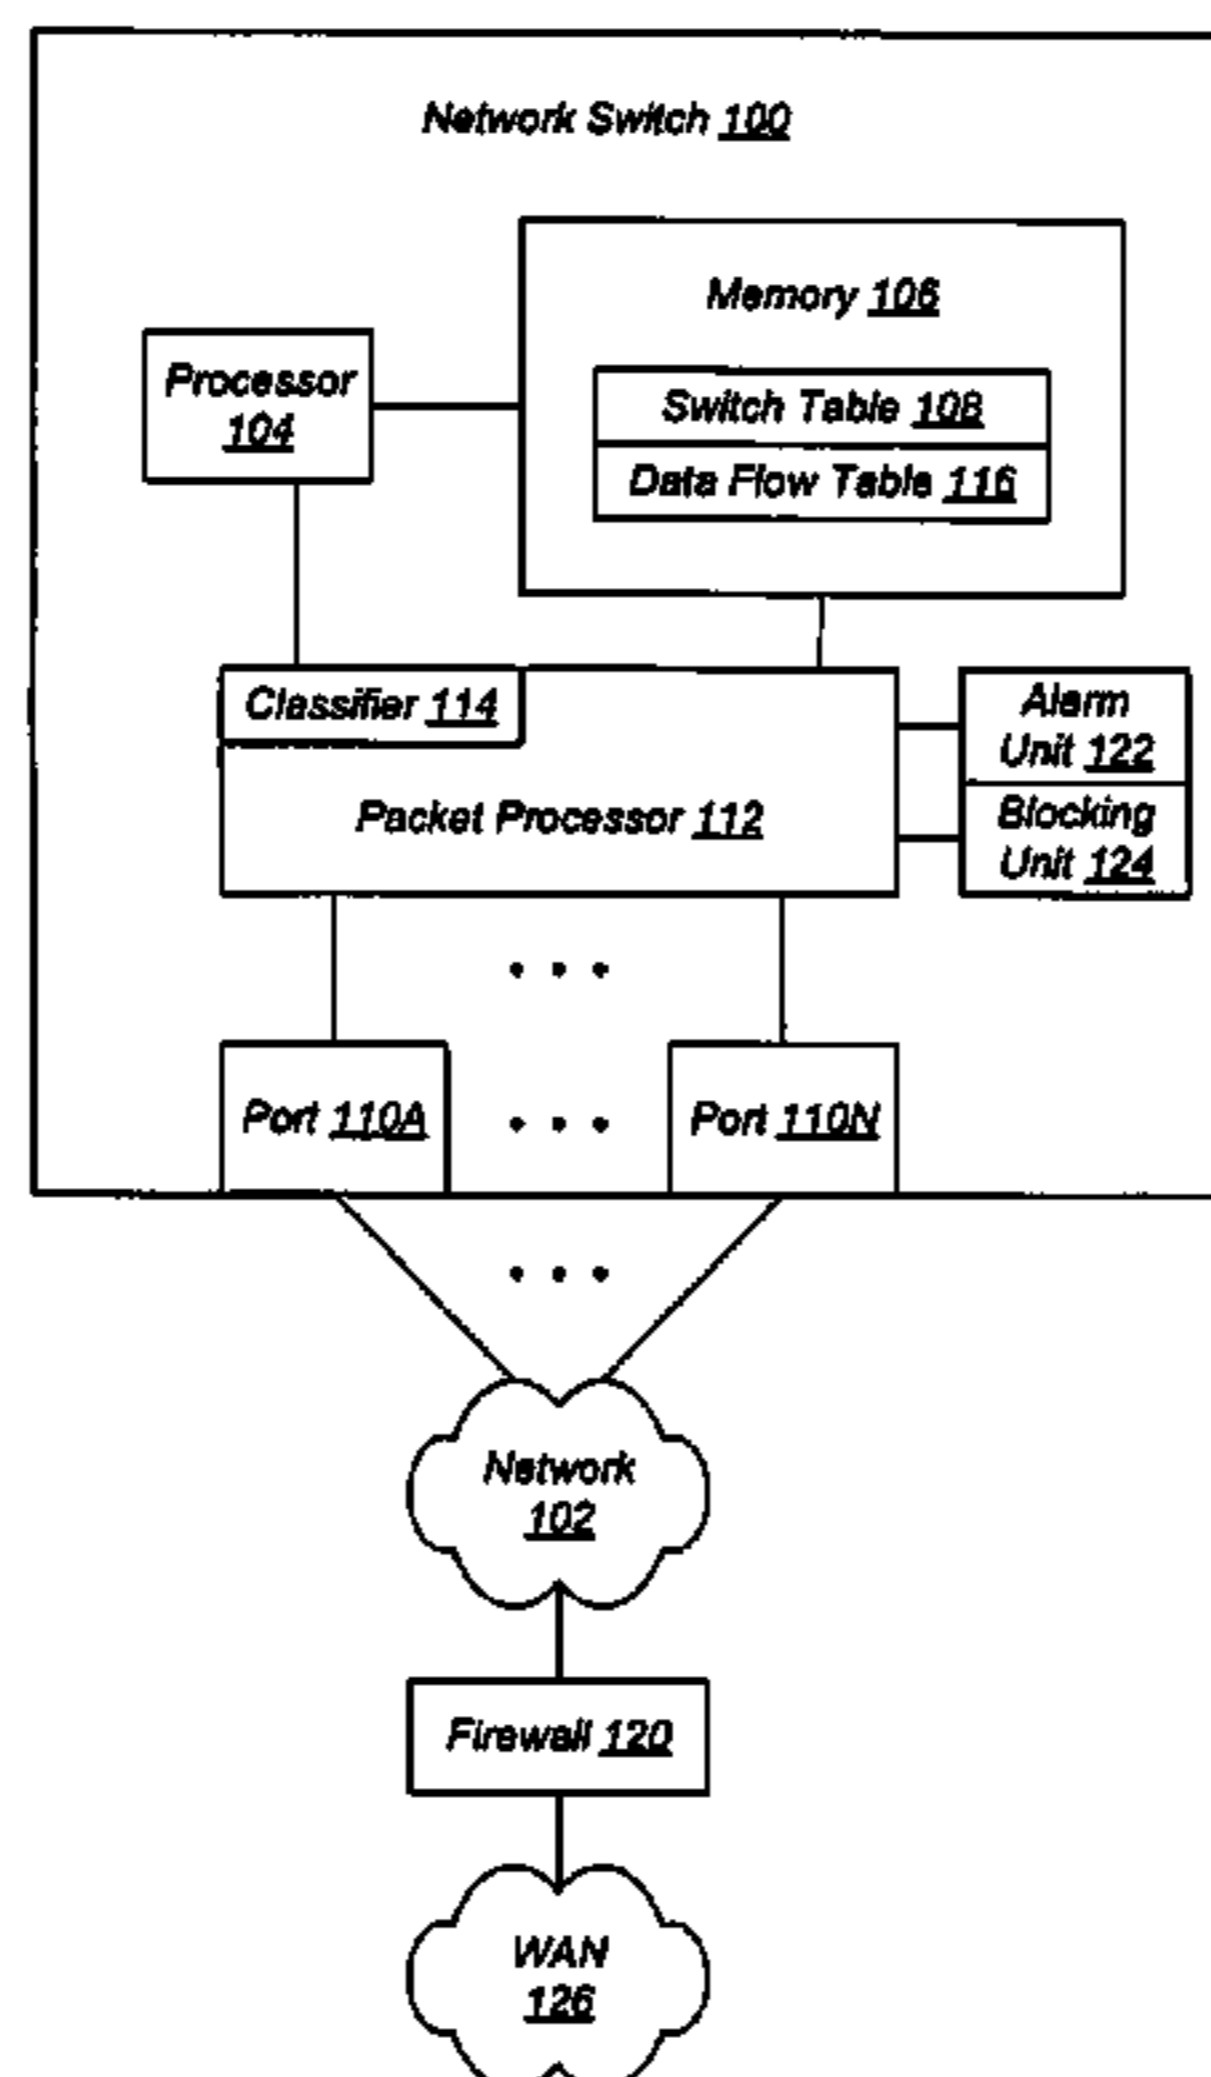 Network Switch 100
Memory 106
Processor
104
Switch Table 108
Data Flow Table 116
Classifier 114
Alarm
Unit 122
Packet Processor 112
Blocking
Unit 124
Port 110A
Port 110N
Network
102
Firewall 120
WAN
126